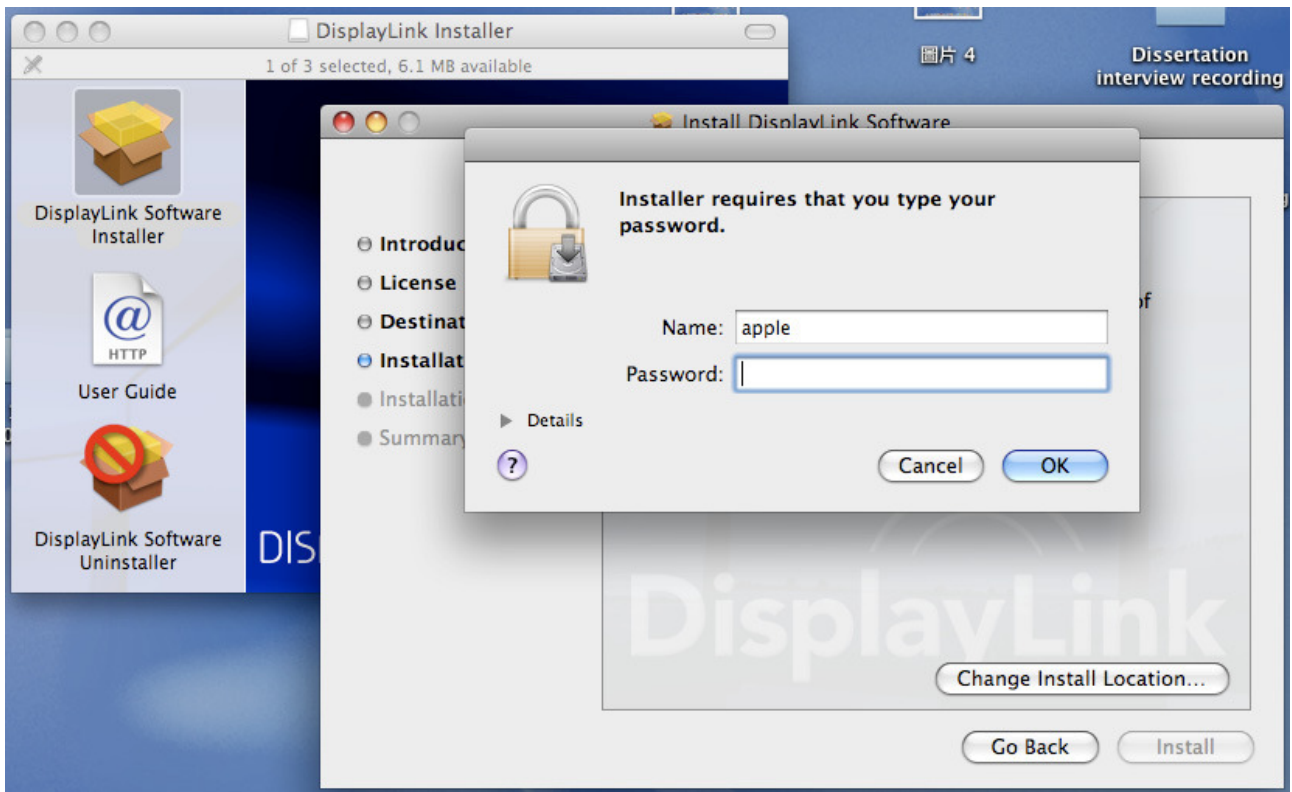 DisplayLink Installer
1 of 3 selected, 6.1 MB available
圖片 4
Dissertation
interview recording
DisplayLink Software
Installer
HTTP
User Guide
DisplayLink Software
Uninstaller
DIS
Install DisplayLink Software
Introduc
License
Destinat
Installat
Installati
Summary
of
Installer requires that you type your
password.
Name: apple
Password:
Details
?
Cancel
OK
DisplayLink
Change Install Location...
Go Back
Install